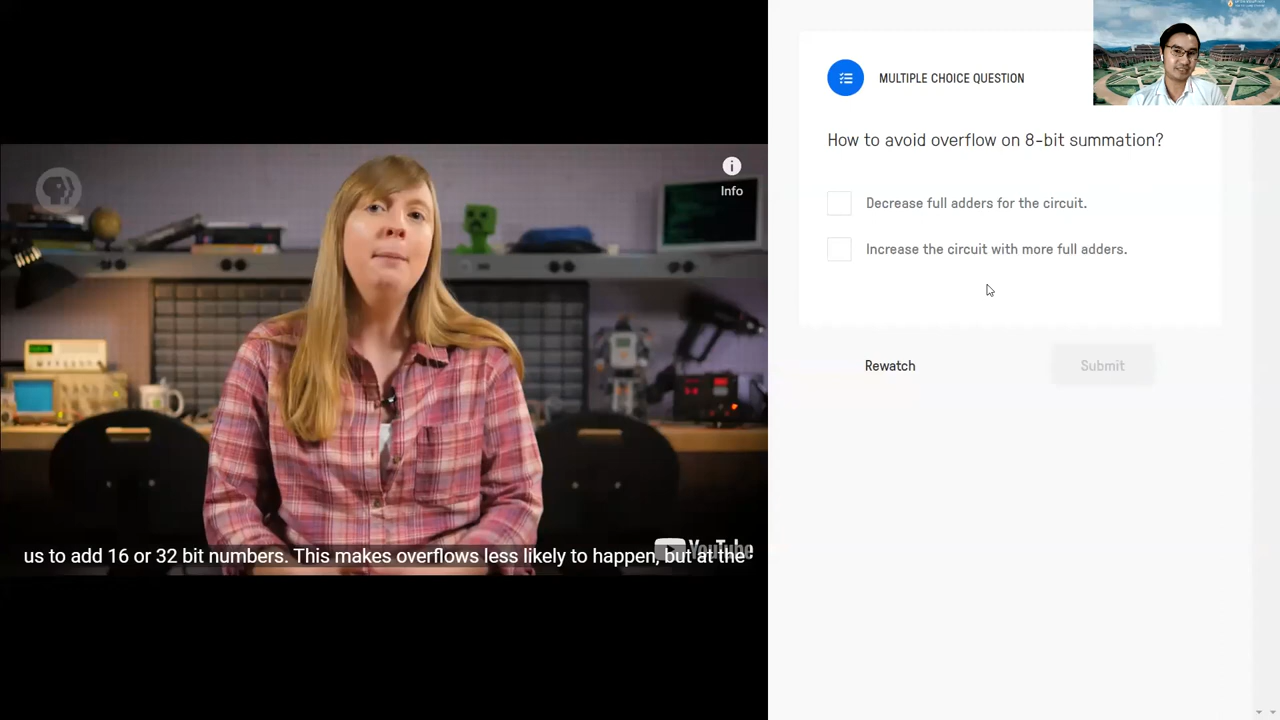 MULTIPLE CHOICE QUESTION
How to avoid overflow on 8-bit summation?
Decrease full adders for the circuit.
Increase the circuit with more full adders.
Rewatch
Submit
Info
us to add 16 or 32 bit numbers. This makes overflows less likely to happen, but at the
YouTube